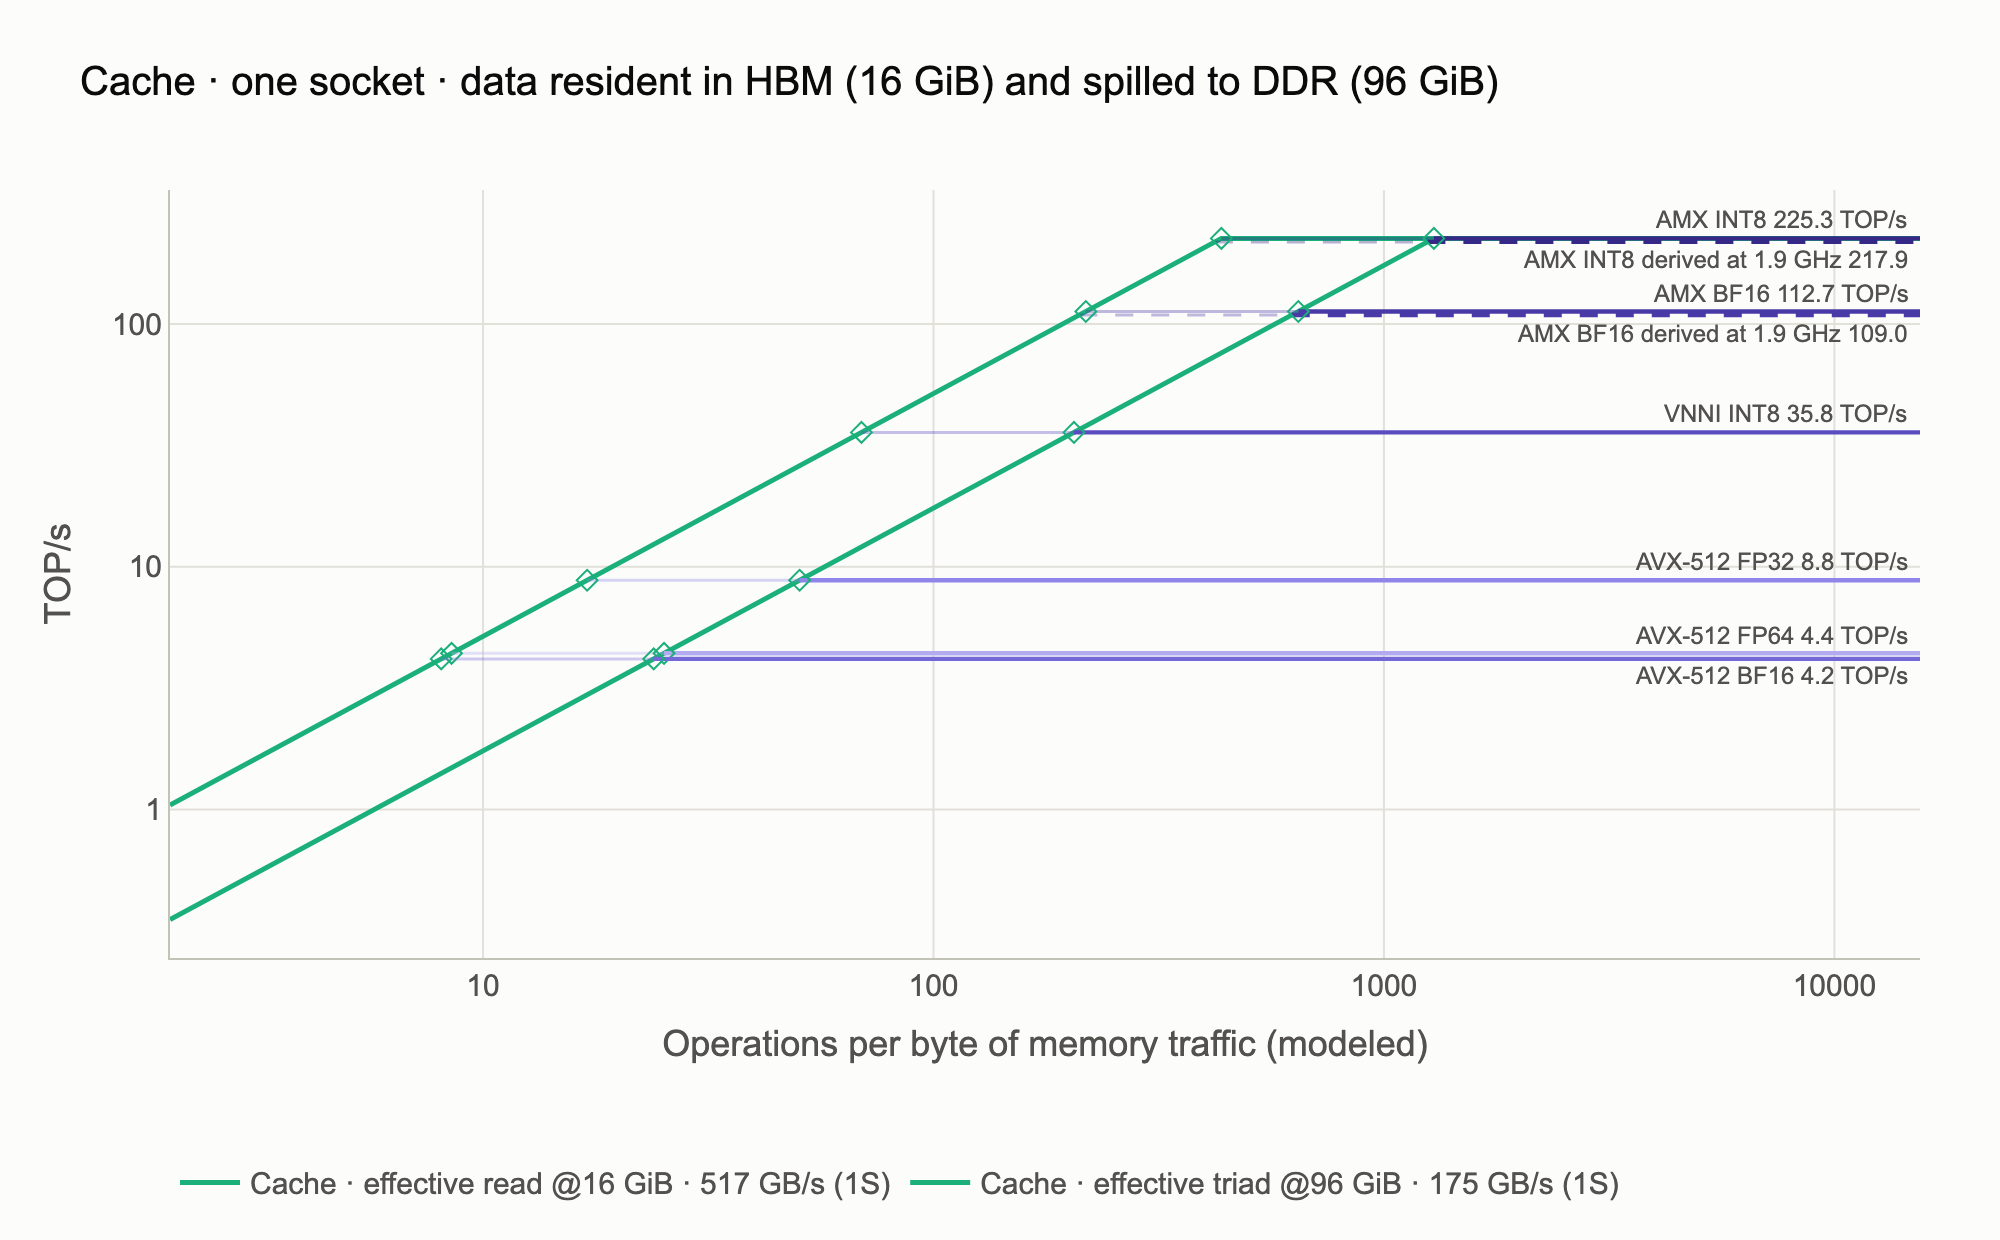 Cache · one socket · data resident in HBM (16 GiB) and spilled to DDR (96 GiB)
AMX INT8 225.3 TOP/s
AMX INT8 derived at 1.9 GHz 217.9
AMX BF16 112.7 TOP/s
AMX BF16 derived at 1.9 GHz 109.0
VNNI INT8 35.8 TOP/s
AVX-512 FP32 8.8 TOP/s
AVX-512 FP64 4.4 TOP/s
AVX-512 BF16 4.2 TOP/s
TOP/s
100
10
1
10
100
1000
10000
Operations per byte of memory traffic (modeled)
Cache · effective read @16 GiB · 517 GB/s (1S)
Cache · effective triad @96 GiB · 175 GB/s (1S)